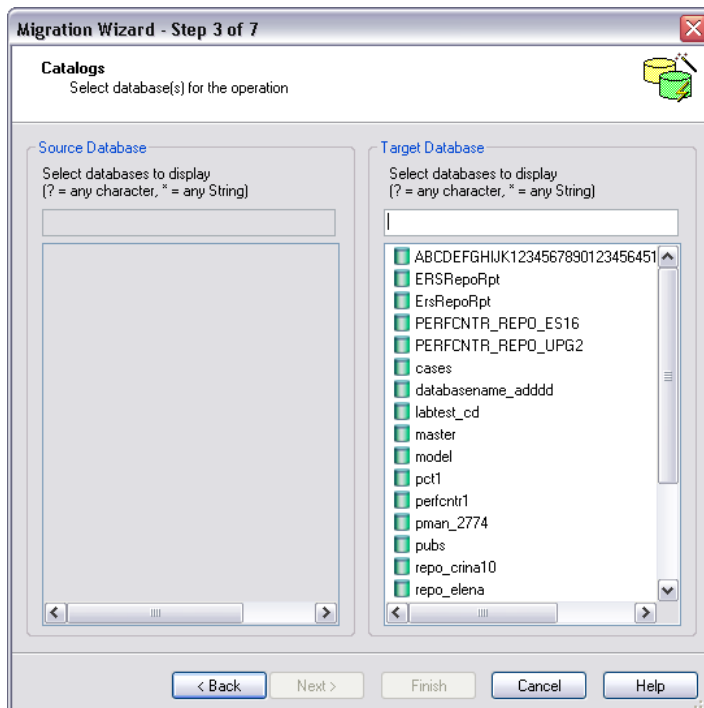 Migration Wizard - Step 3 of 7
Catalogs
Select database(s) for the operation
Source Database
Select databases to display
(? = any character, * = any String)
Target Database
Select databases to display
(? = any character, * = any String)
ABCDEFGHIJK1234567890123456451
ERSRepoRpt
ErsRepoRpt
PERFCNTR_REPO_ES16
PERFCNTR_REPO_UPG2
cases
databasename_adddd
labtest_cd
master
model
pct1
perfcntr1
pman_2774
pubs
repo_crina10
repo_elena
< Back
Next >
Finish
Cancel
Help